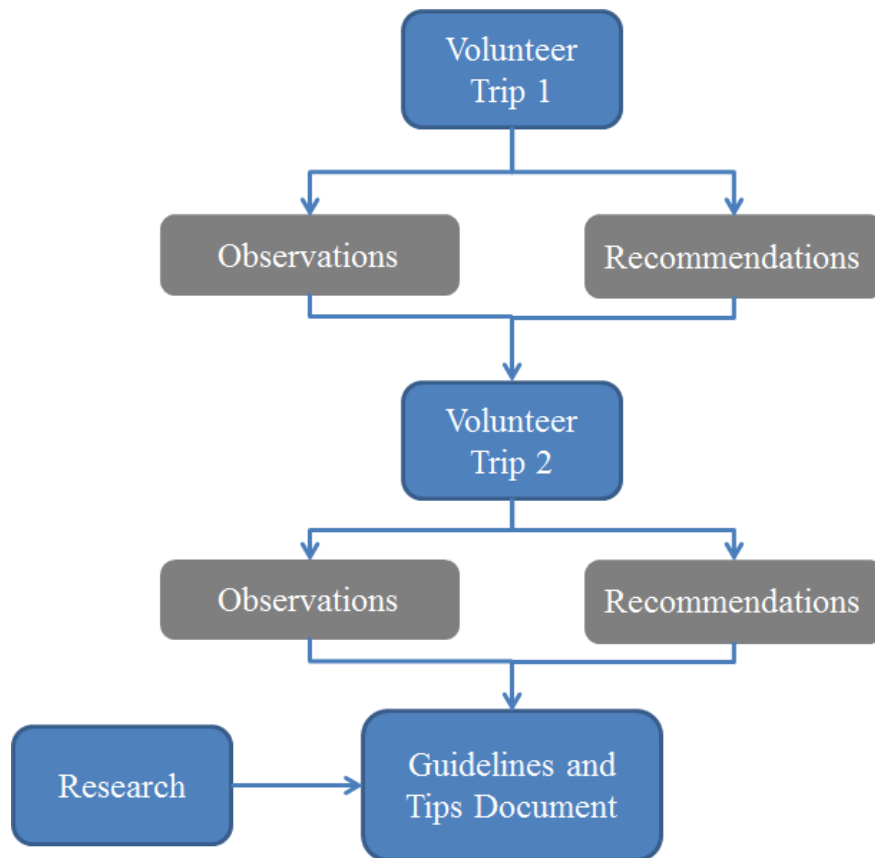 Volunteer
Trip 1
Observations
Recommendations
Volunteer
Trip 2
Observations
Recommendations
Research
Guidelines and
Tips Document